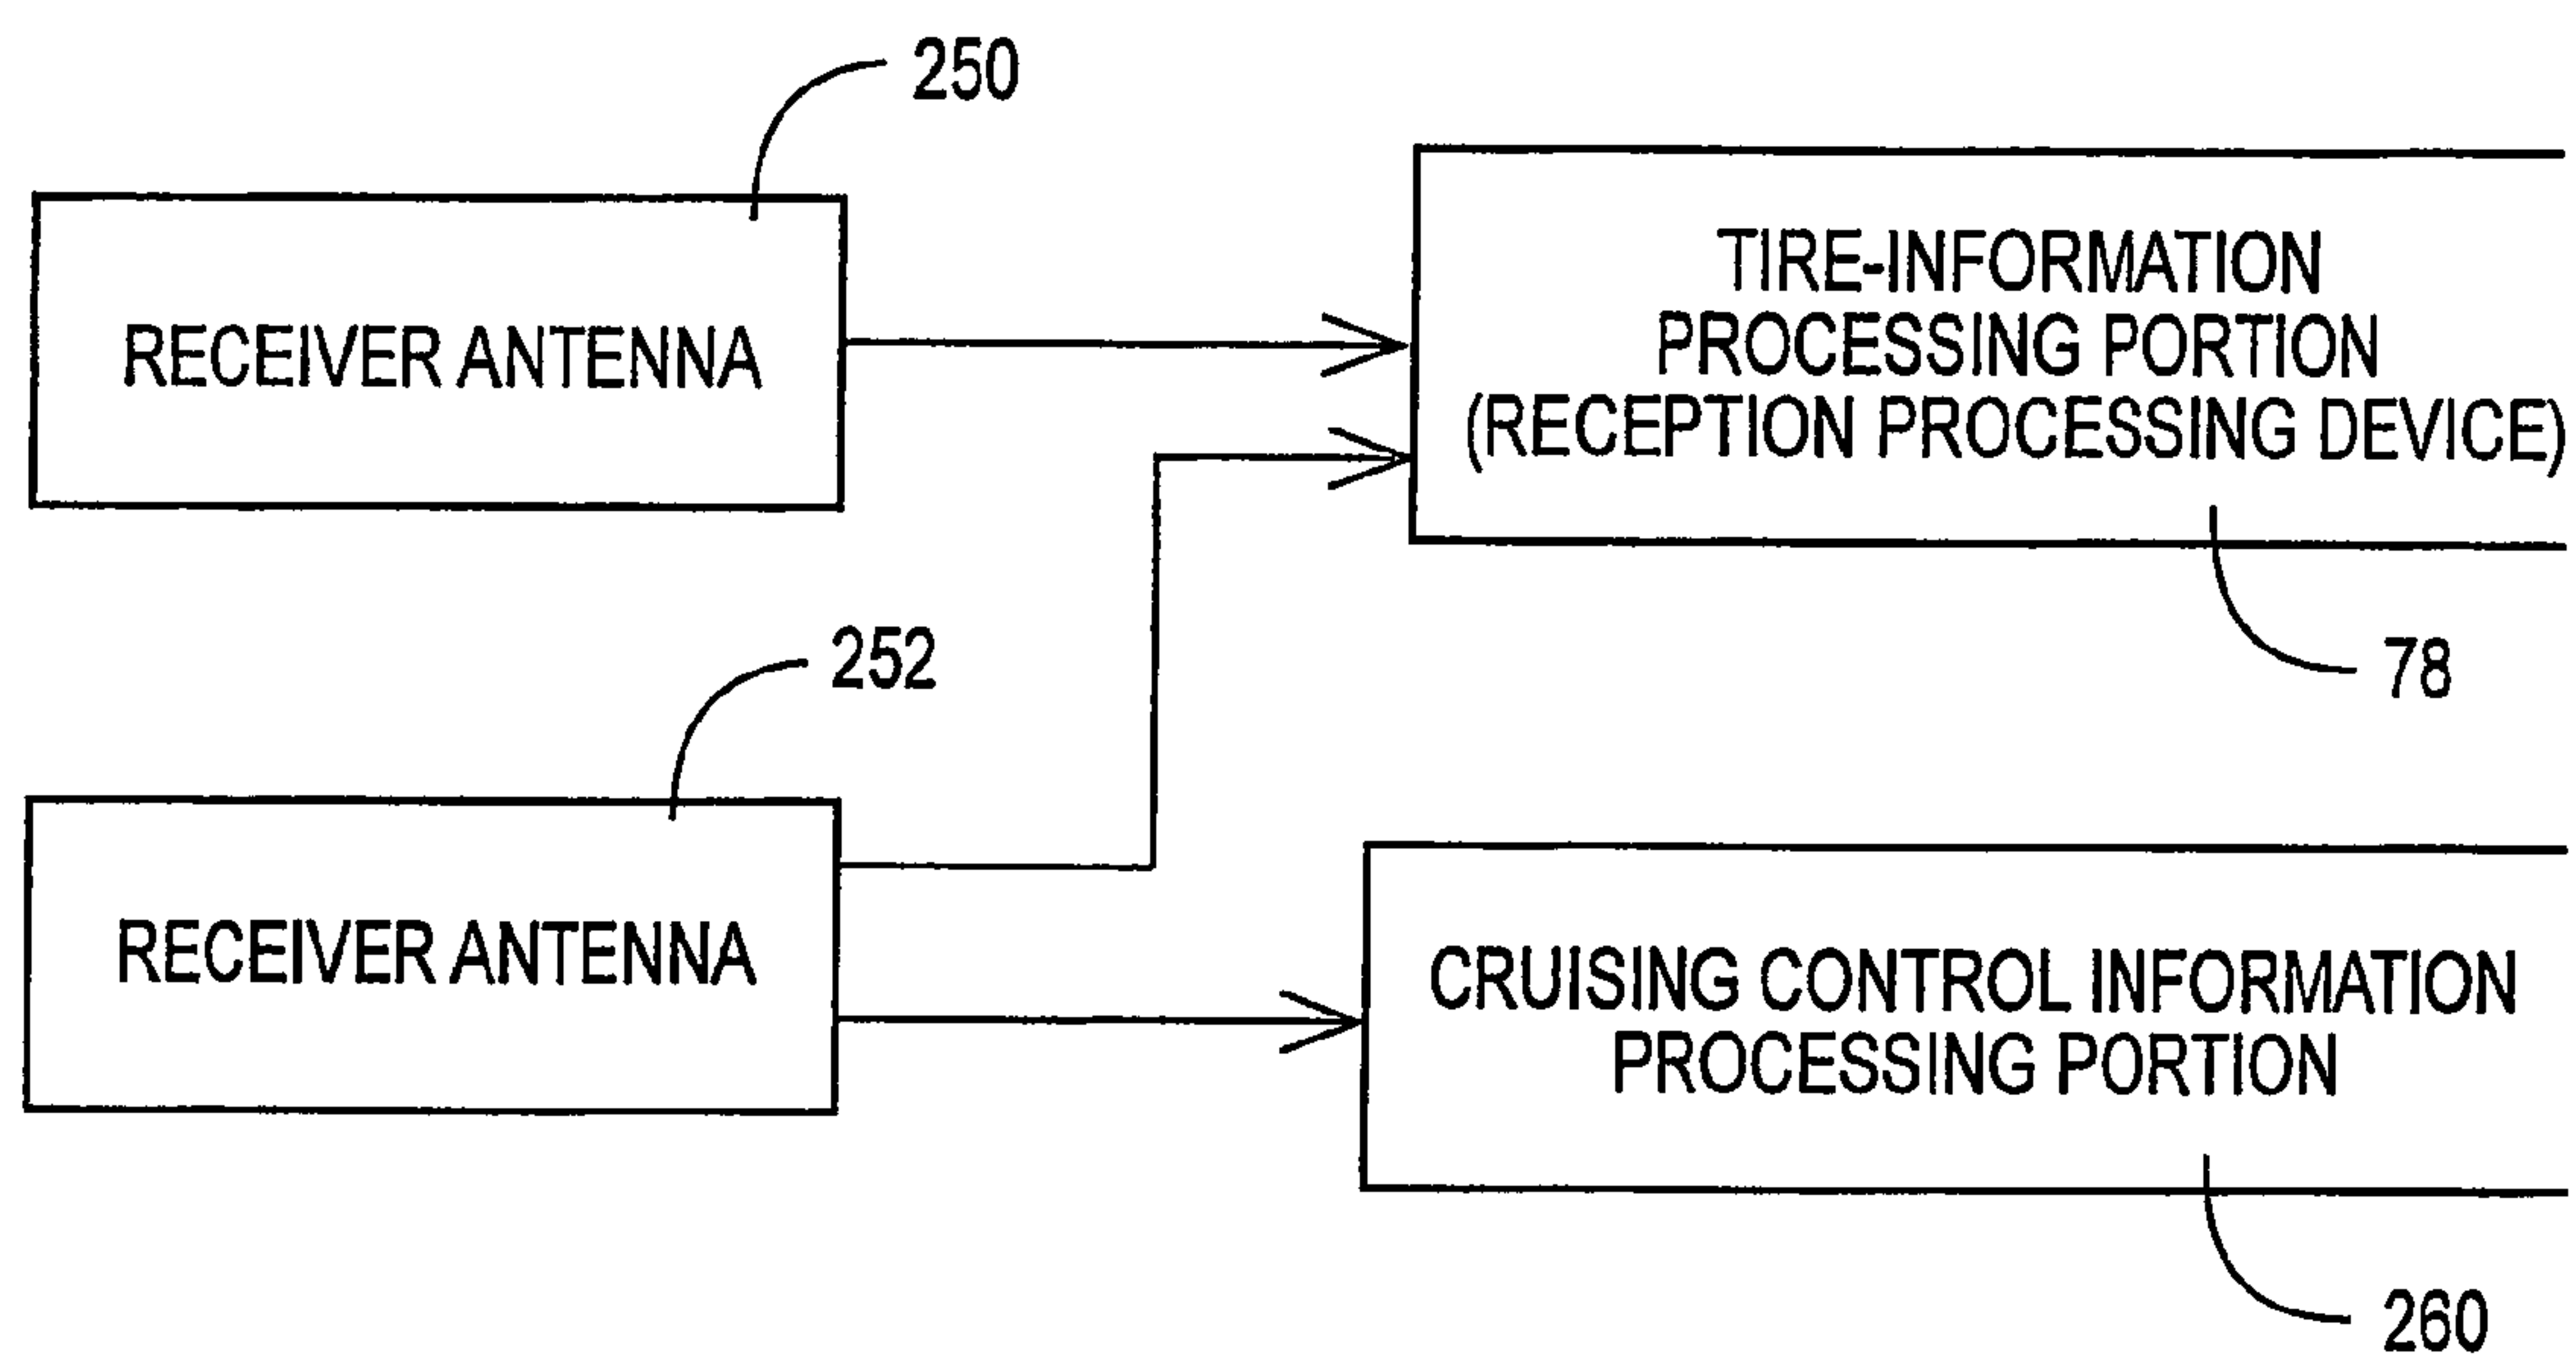 250
RECEIVER ANTENNA
TIRE-INFORMATION
PROCESSING PORTION
(RECEPTION PROCESSING DEVICE)
78
252
RECEIVER ANTENNA
CRUISING CONTROL INFORMATION
PROCESSING PORTION
260